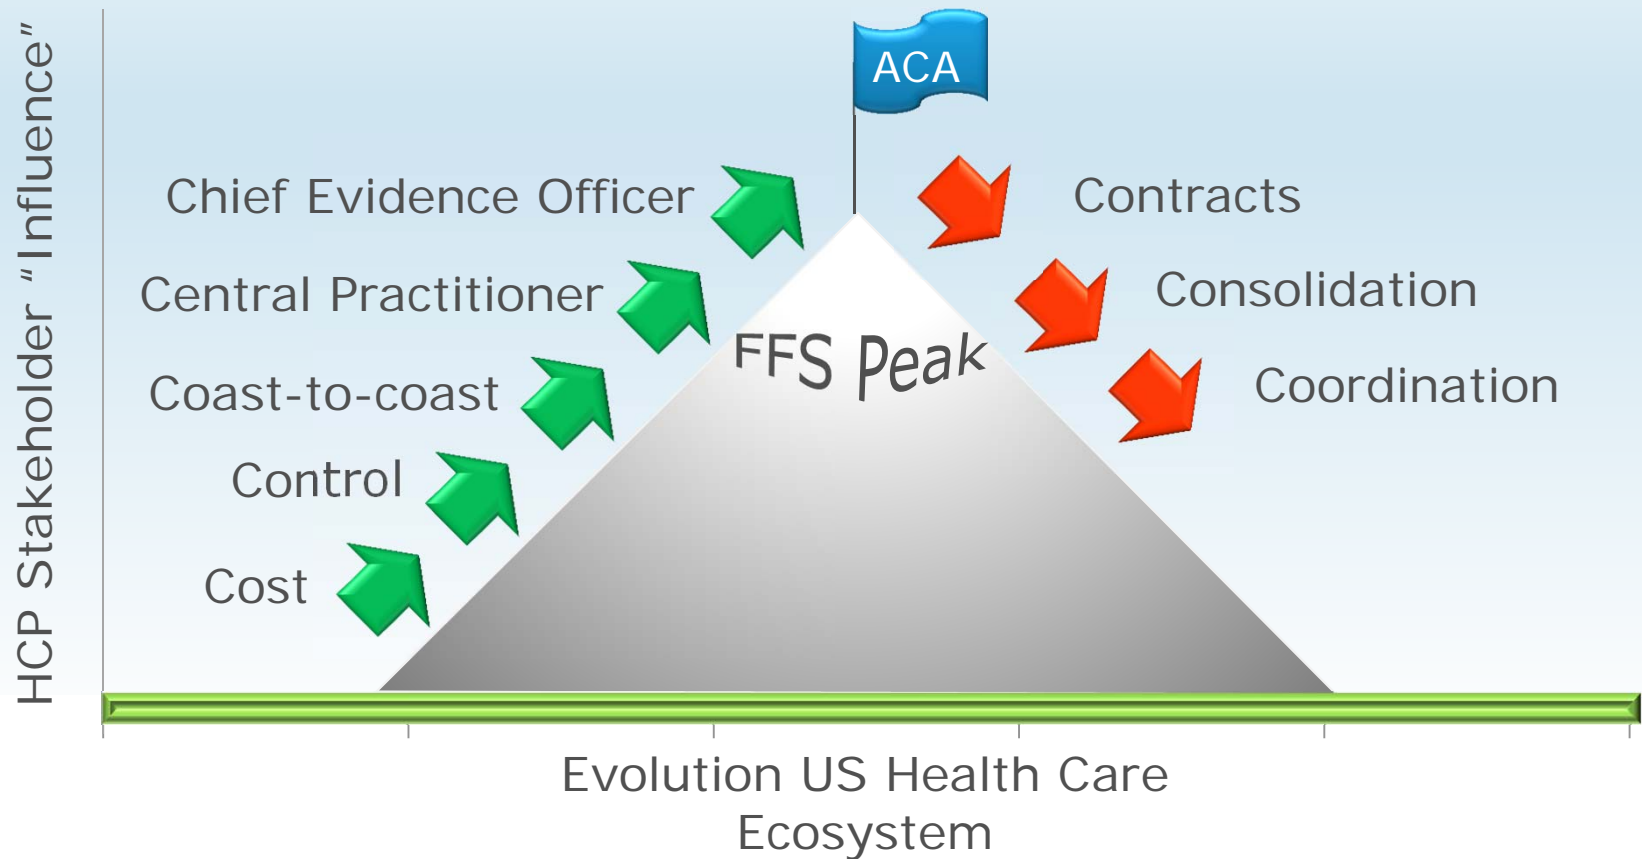 HCP Stakeholder “Influence”
ACA
Chief Evidence Officer
Central Practitioner
Coast-to-coast
Control
Cost
FFS Peak
Contracts
Consolidation
Coordination
Evolution US Health Care
Ecosystem